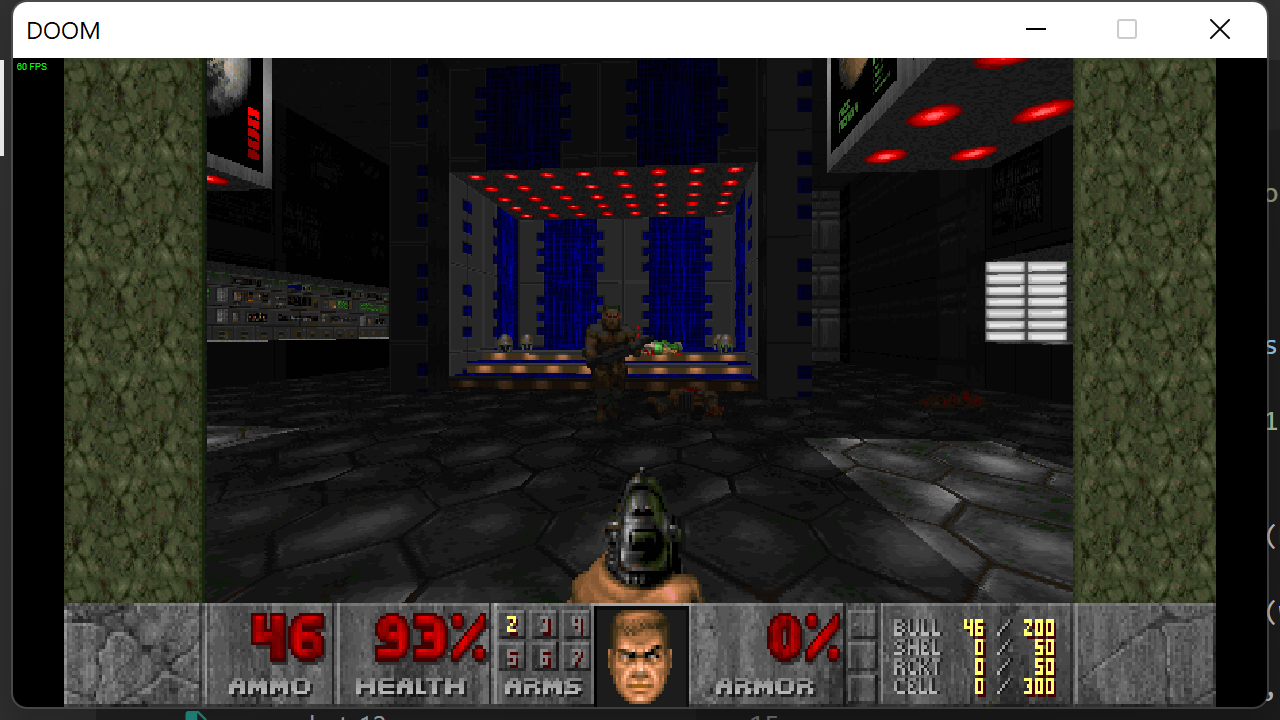 DOOM
60 FPS
46
AMMO
93%
HEALTH
2 3 4
5 6 7
ARMS
0%
ARMOR
BULL 46 / 200
SHEL 0 / 50
RCKT 0 / 50
CELL 0 / 300